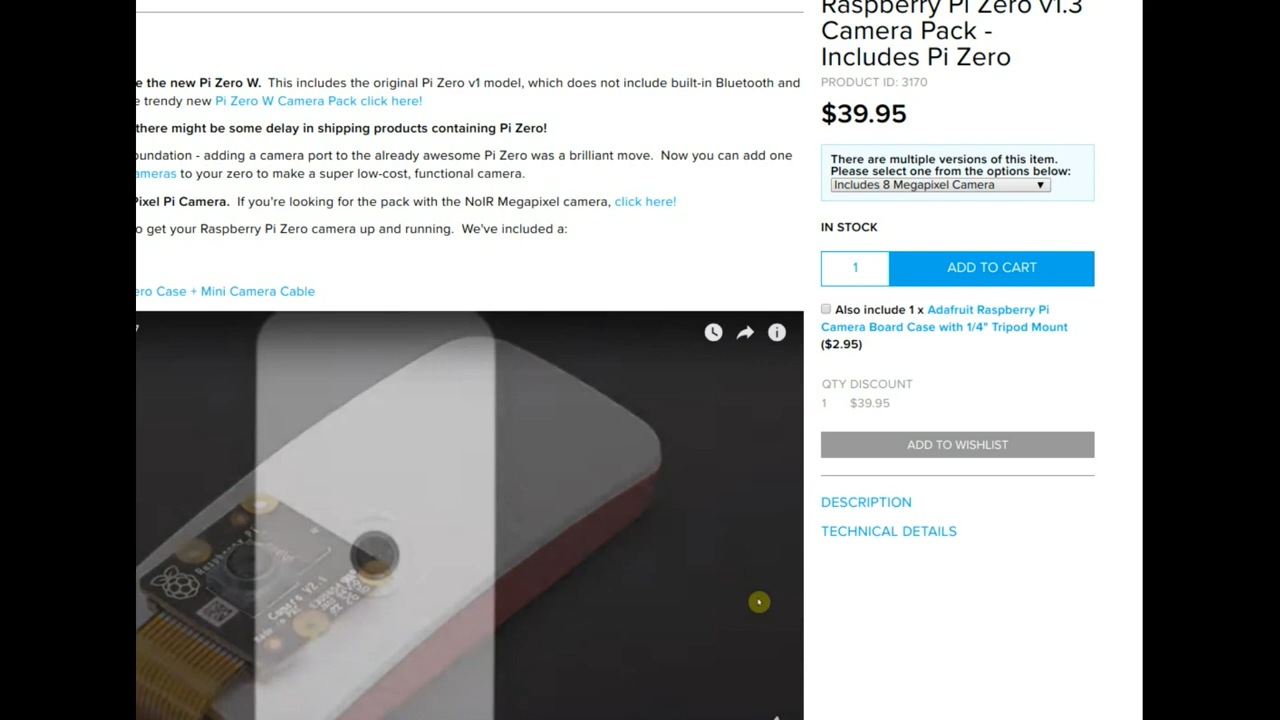 Raspberry Pi Zero v1.3
Camera Pack -
Includes Pi Zero
PRODUCT ID: 3170
$39.95
e the new Pi Zero W. This includes the original Pi Zero v1 model, which does not include built-in Bluetooth and
e trendy new Pi Zero W Camera Pack click here!
there might be some delay in shipping products containing Pi Zero!
oundation - adding a camera port to the already awesome Pi Zero was a brilliant move. Now you can add one
ameras to your zero to make a super low-cost, functional camera.
Pixel Pi Camera. If you're looking for the pack with the NoIR Megapixel camera, click here!
o get your Raspberry Pi Zero camera up and running. We've included a:
ero Case + Mini Camera Cable
There are multiple versions of this item.
Please select one from the options below:
Includes 8 Megapixel Camera
IN STOCK
1 ADD TO CART
Also include 1 x Adafruit Raspberry Pi
Camera Board Case with 1/4" Tripod Mount
($2.95)
QTY DISCOUNT
1 $39.95
ADD TO WISHLIST
DESCRIPTION
TECHNICAL DETAILS
Raspberry Pi
Camera V2.1